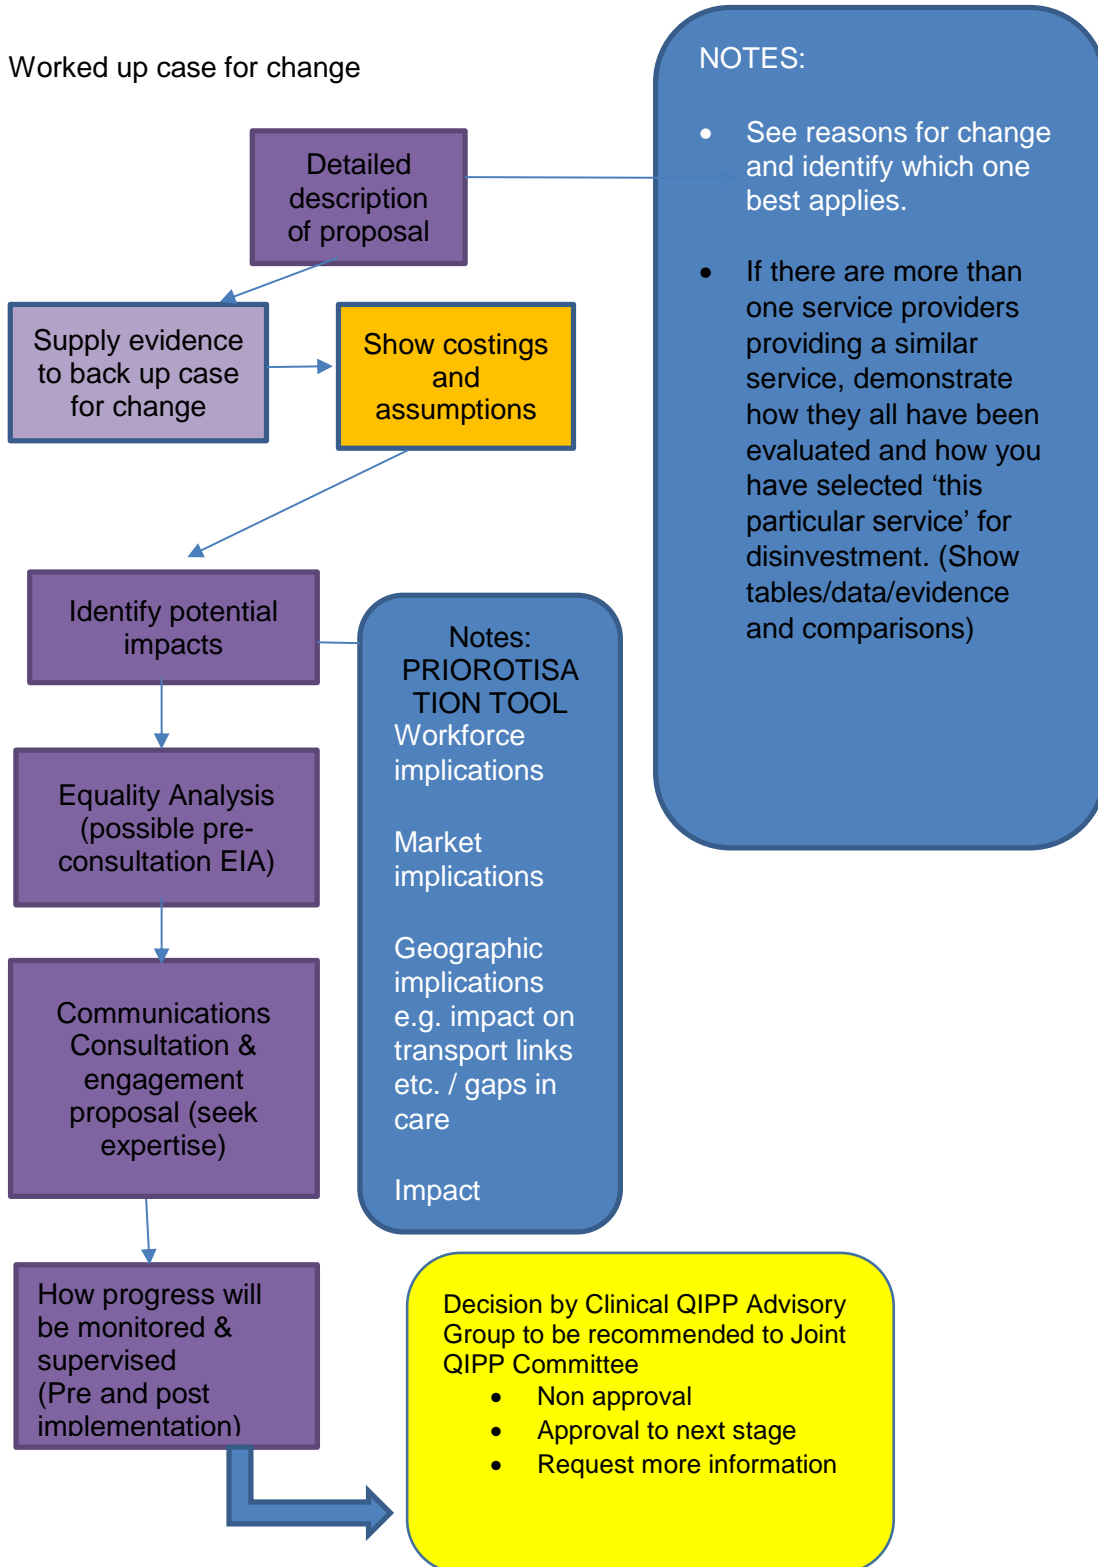 Worked up case for change
NOTES:
• See reasons for change
and identify which one
best applies.
• If there are more than
one service providers
providing a similar
service, demonstrate
how they all have been
evaluated and how you
have selected ‘this
particular service’ for
disinvestment. (Show
tables/data/evidence
and comparisons)
Detailed
description
of proposal
Supply evidence
to back up case
for change
Show costings
and
assumptions
Identify potential
impacts
Notes:
PRIOROTISA
TION TOOL
Workforce
implications
Market
implications
Geographic
implications
e.g. impact on
transport links
etc. / gaps in
care
Impact
Equality Analysis
(possible pre-
consultation EIA)
Communications
Consultation &
engagement
proposal (seek
expertise)
How progress will
be monitored &
supervised
(Pre and post
implementation)
Decision by Clinical QIPP Advisory
Group to be recommended to Joint
QIPP Committee
• Non approval
• Approval to next stage
• Request more information